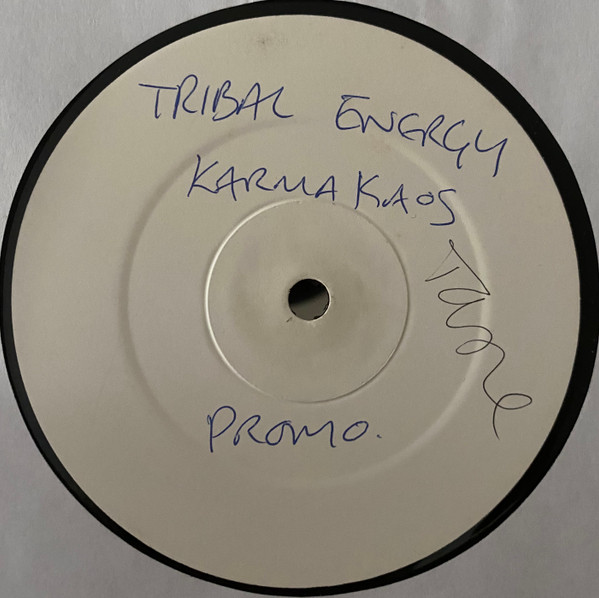 TRIBAL ENERGY
KARMA KAOS
PROMO.